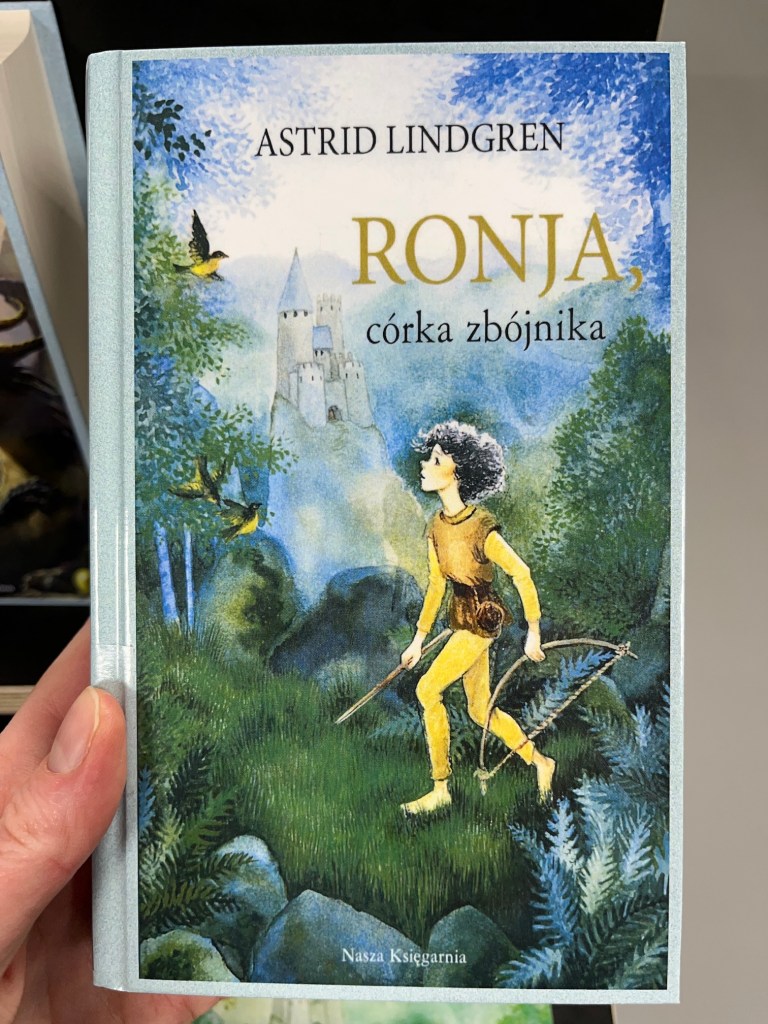 ASTRID LINDGREN
RONJA,
córka zbójnika
Nasza Księgarnia